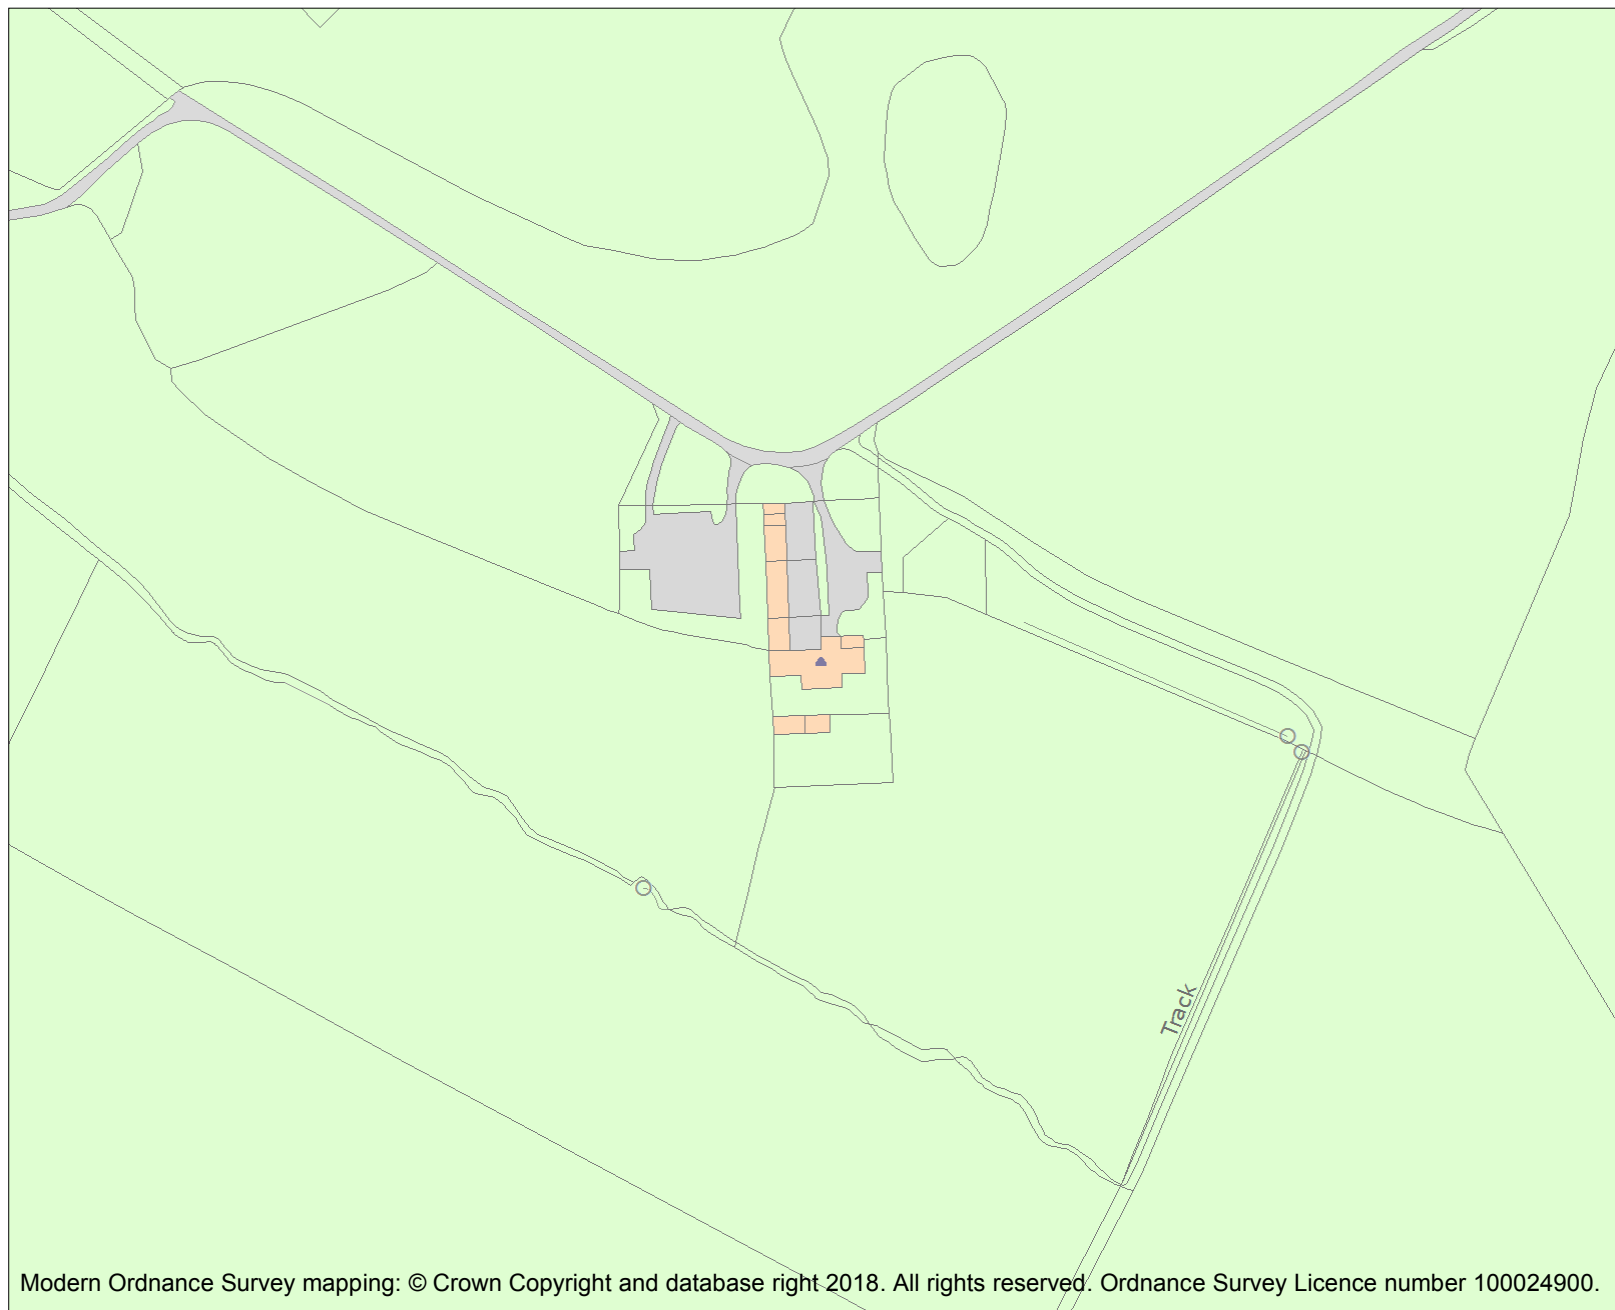 Track
Modern Ordnance Survey mapping: © Crown Copyright and database right 2018. All rights reserved. Ordnance Survey Licence number 100024900.